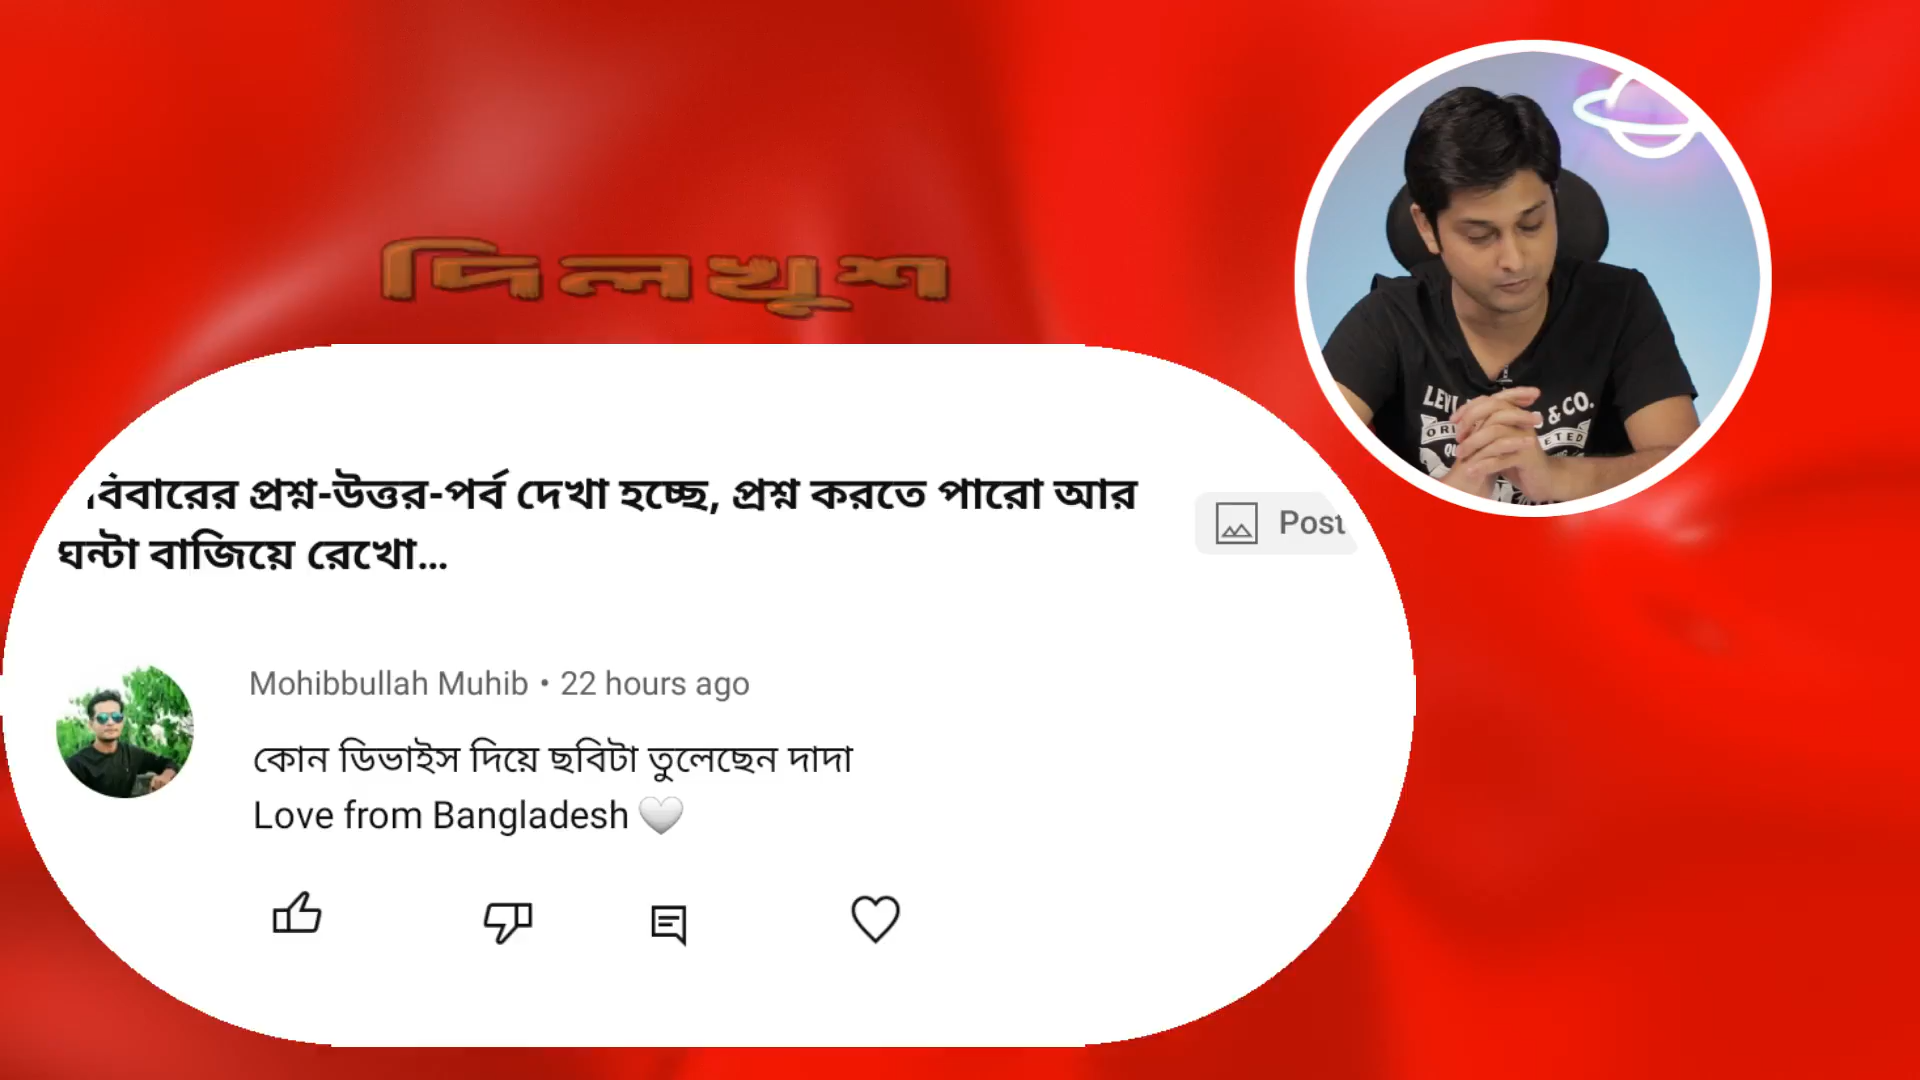 দিলখুশ
বিবারের প্রশ্ন-উত্তর-পর্ব দেখা হচ্ছে, প্রশ্ন করতে পারো আর
ঘন্টা বাজিয়ে রেখো...
Post
Mohibbullah Muhib • 22 hours ago
কোন ডিভাইস দিয়ে ছবিটা তুলেছেন দাদা
Love from Bangladesh 🤍
& CO.